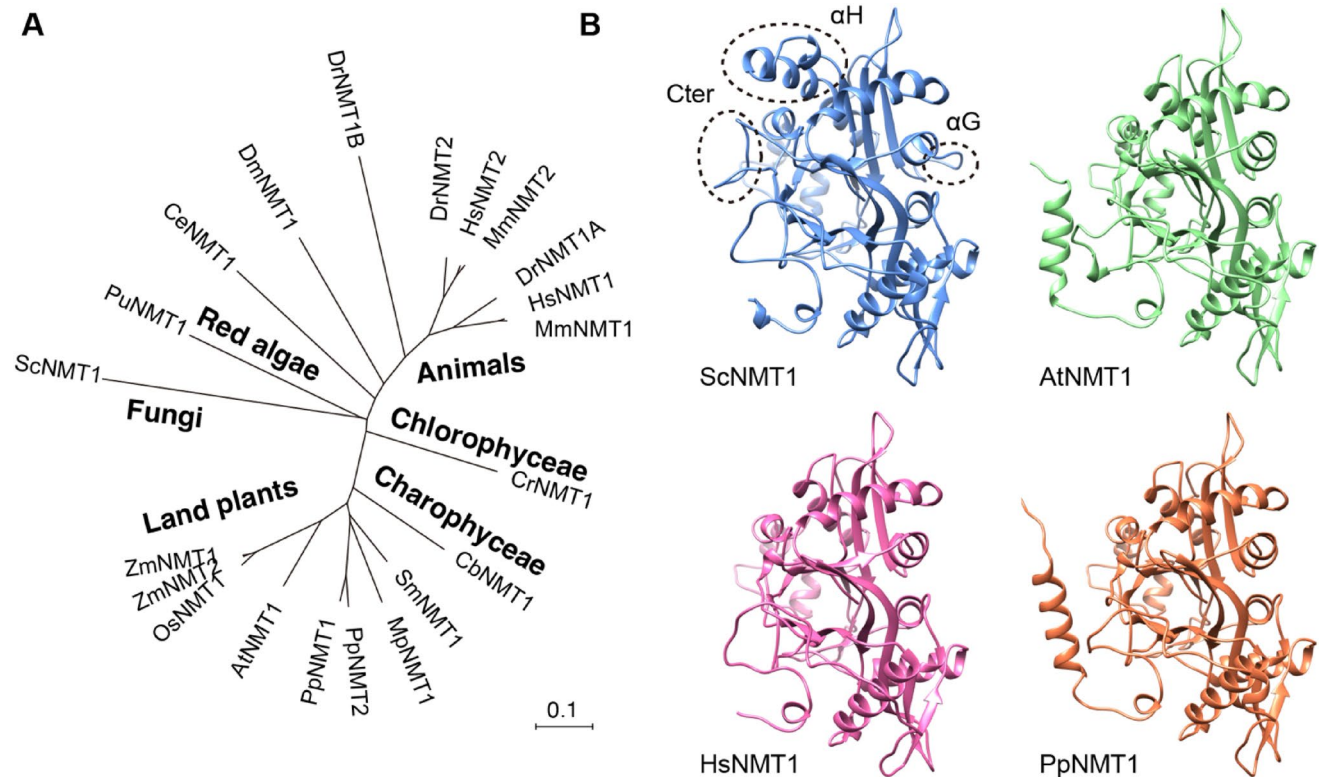 A
DrNMT1B
DmNMT1
CeNMT1
PuNMT1
ScNMT1
DrNMT2
HsNMT2
MmNMT2
DrNMT1A
HsNMT1
MmNMT1
Red algae
Animals
Fungi
Chlorophyceae
CrNMT1
Land plants
Charophyceae
CbNMT1
ZmNMT1
ZmNMT2
OsNMT1
AtNMT1
PpNMT1
PpNMT2
MpNMT1
SmNMT1
0.1
B
αH
Cter
αG
ScNMT1
AtNMT1
HsNMT1
PpNMT1